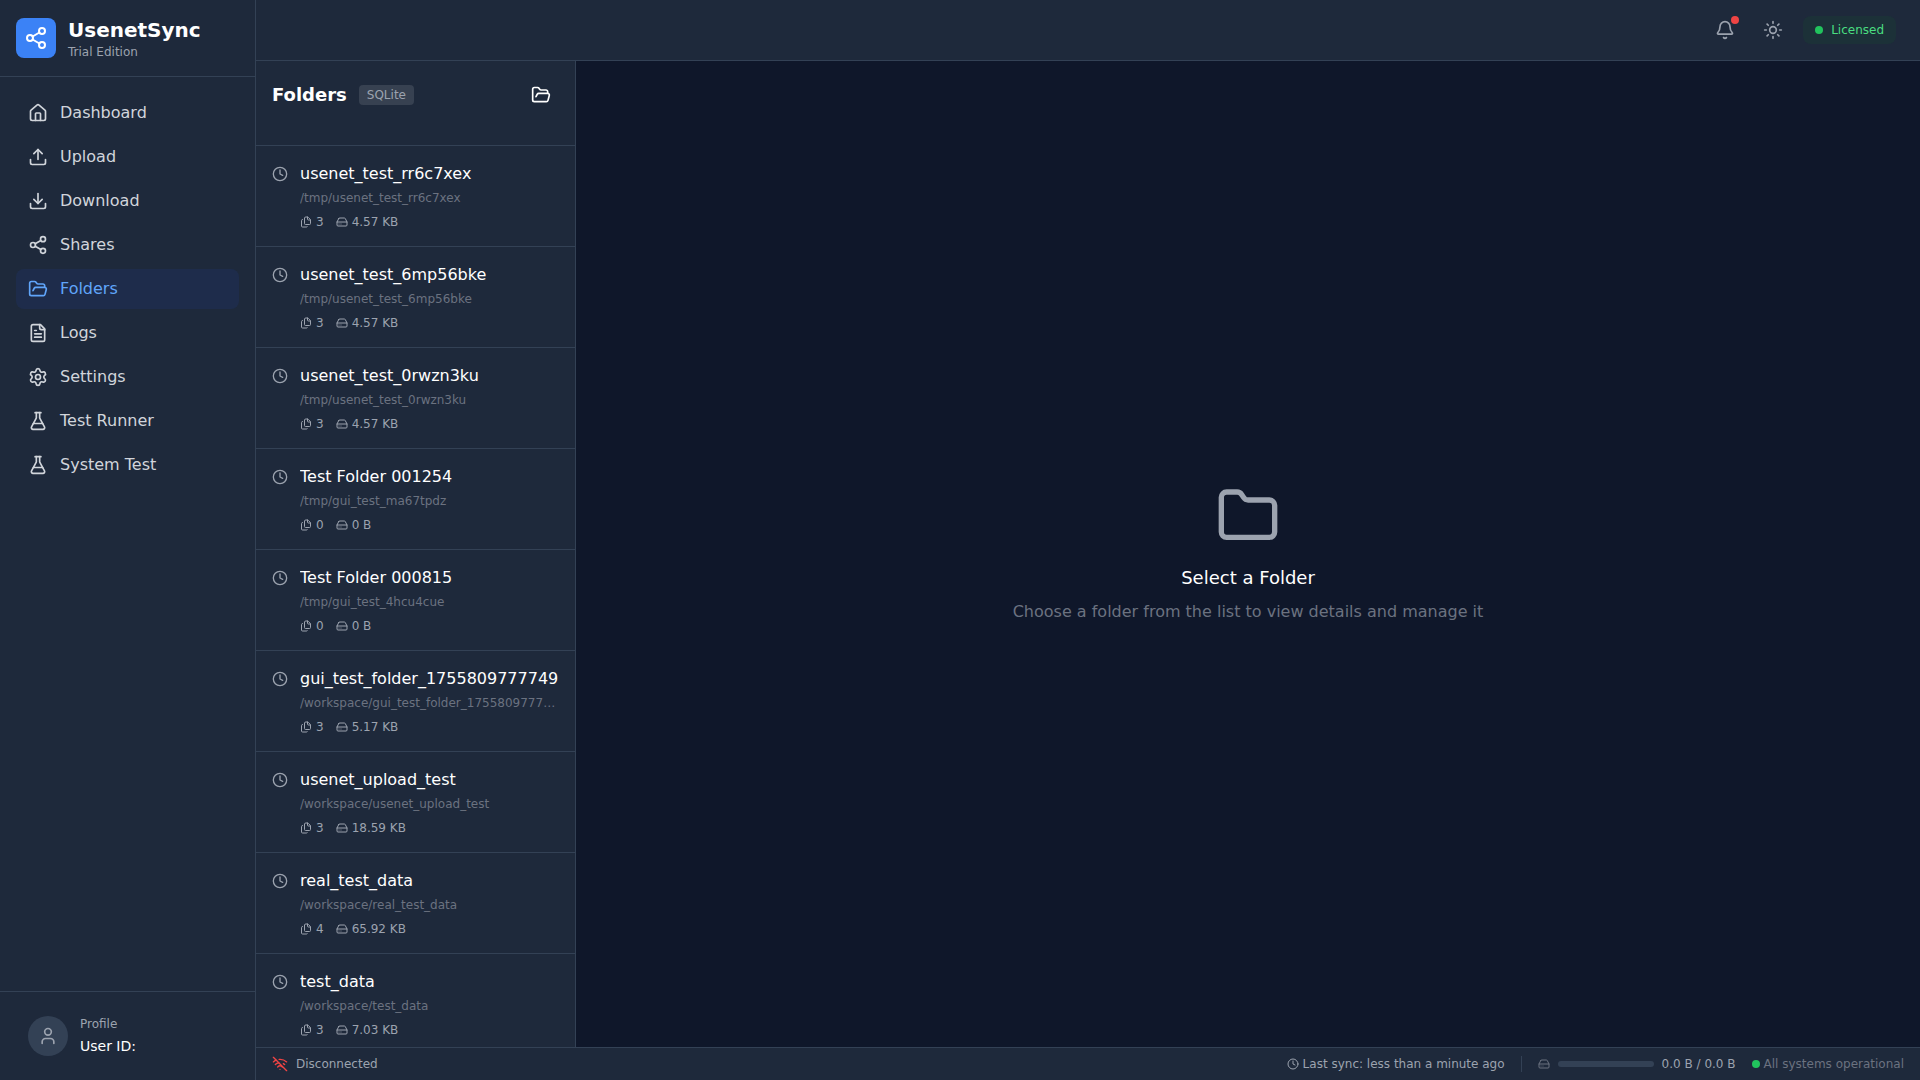 UsenetSync
Trial Edition
Dashboard
Upload
Download
Shares
Folders
Logs
Settings
Test Runner
System Test
Profile
User ID:
Licensed
Folders
SQLite
usenet_test_rr6c7xex
/tmp/usenet_test_rr6c7xex
3 4.57 KB
usenet_test_6mp56bke
/tmp/usenet_test_6mp56bke
3 4.57 KB
usenet_test_0rwzn3ku
/tmp/usenet_test_0rwzn3ku
3 4.57 KB
Test Folder 001254
/tmp/gui_test_ma67tpdz
0 0 B
Test Folder 000815
/tmp/gui_test_4hcu4cue
0 0 B
gui_test_folder_1755809777749
/workspace/gui_test_folder_1755809777...
3 5.17 KB
usenet_upload_test
/workspace/usenet_upload_test
3 18.59 KB
real_test_data
/workspace/real_test_data
4 65.92 KB
test_data
/workspace/test_data
3 7.03 KB
Select a Folder
Choose a folder from the list to view details and manage it
Disconnected
Last sync: less than a minute ago
0.0 B / 0.0 B
All systems operational